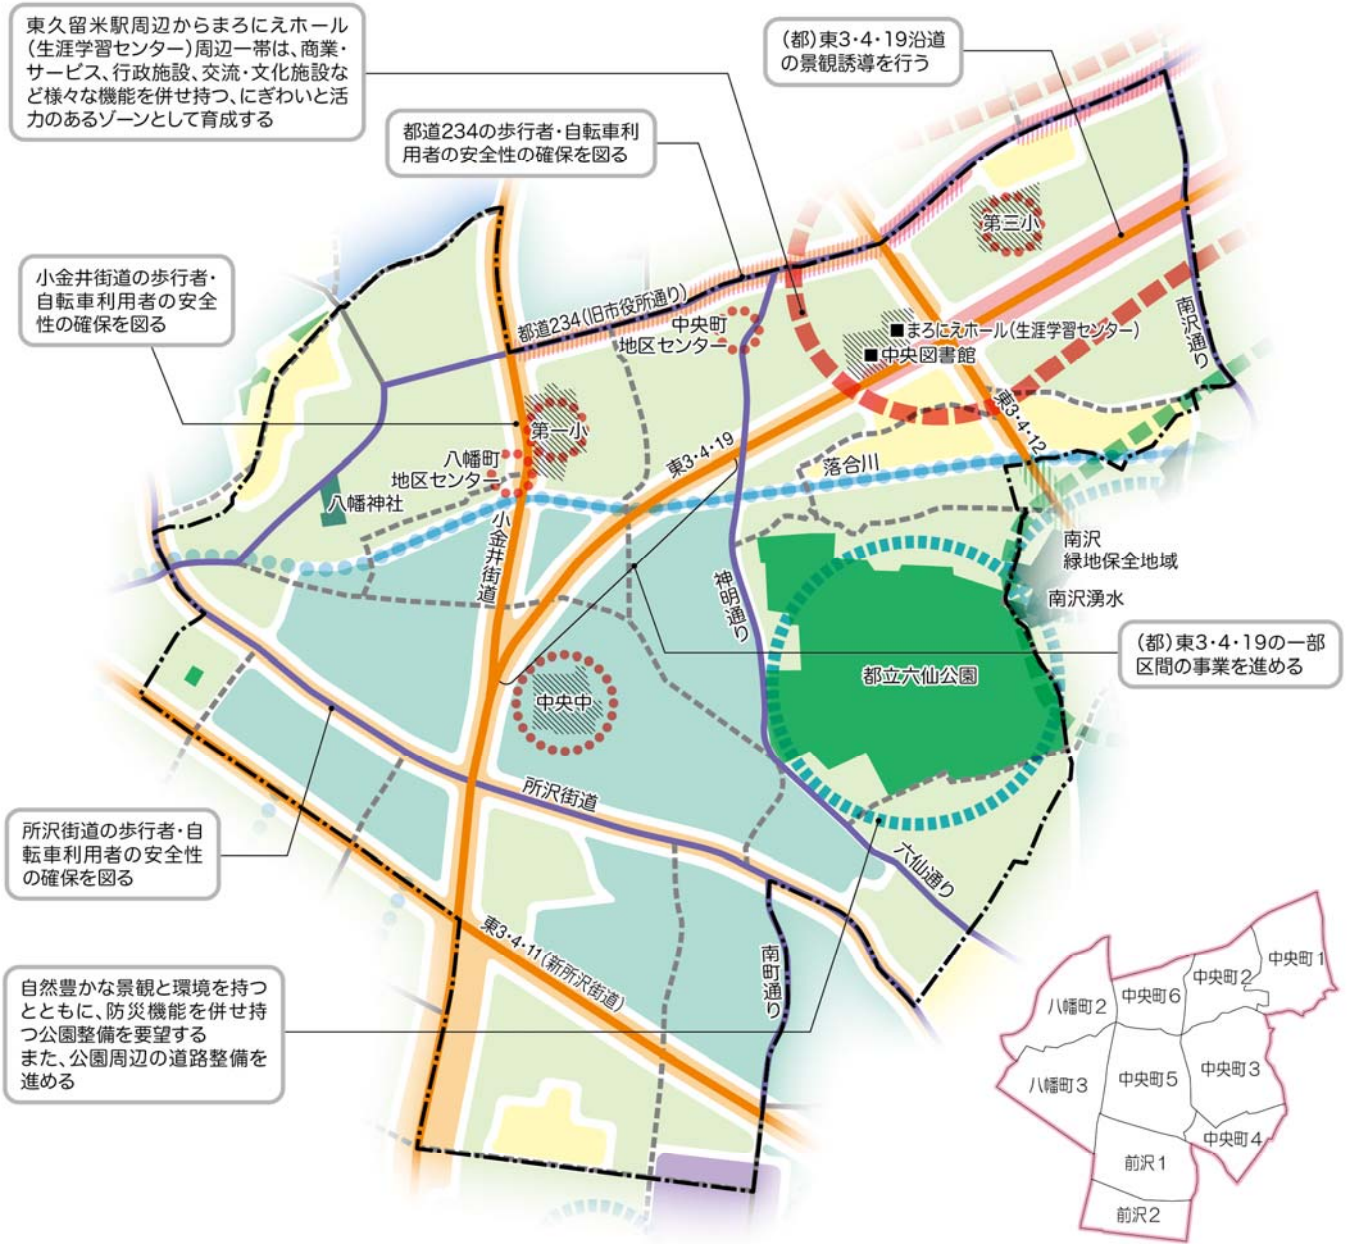 東久留米駅周辺からまろにえホール
(生涯学習センター)周辺一帯は、商業・
サービス、行政施設、交流・文化施設な
ど様々な機能を併せ持つ、にぎわいと活
力のあるゾーンとして育成する
(都)東3・4・19沿道
の景観誘導を行う
都道234の歩行者・自転車利
用者の安全性の確保を図る
第三小
小金井街道の歩行者・
自転車利用者の安全
性の確保を図る
都道234(旧市役所通り)
中央町
地区センター
■まろにえホール(生涯学習センター)
■中央図書館
南沢通り
第一小
東3・4・12
東3・4・19
八幡町
地区センター
落合川
八幡神社
小金井街道
南沢
緑地保全地域
神明通り
南沢湧水
(都)東3・4・19の一部
区間の事業を進める
都立六仙公園
中央中
所沢街道
所沢街道の歩行者・自
転車利用者の安全性
の確保を図る
六仙通り
東3・4・11(新所沢街道)
南町通り
自然豊かな景観と環境を持つ
とともに、防災機能を併せ持
つ公園整備を要望する
また、公園周辺の道路整備を
進める
中央町1
中央町2
中央町6
八幡町2
中央町3
中央町5
八幡町3
中央町4
前沢1
前沢2